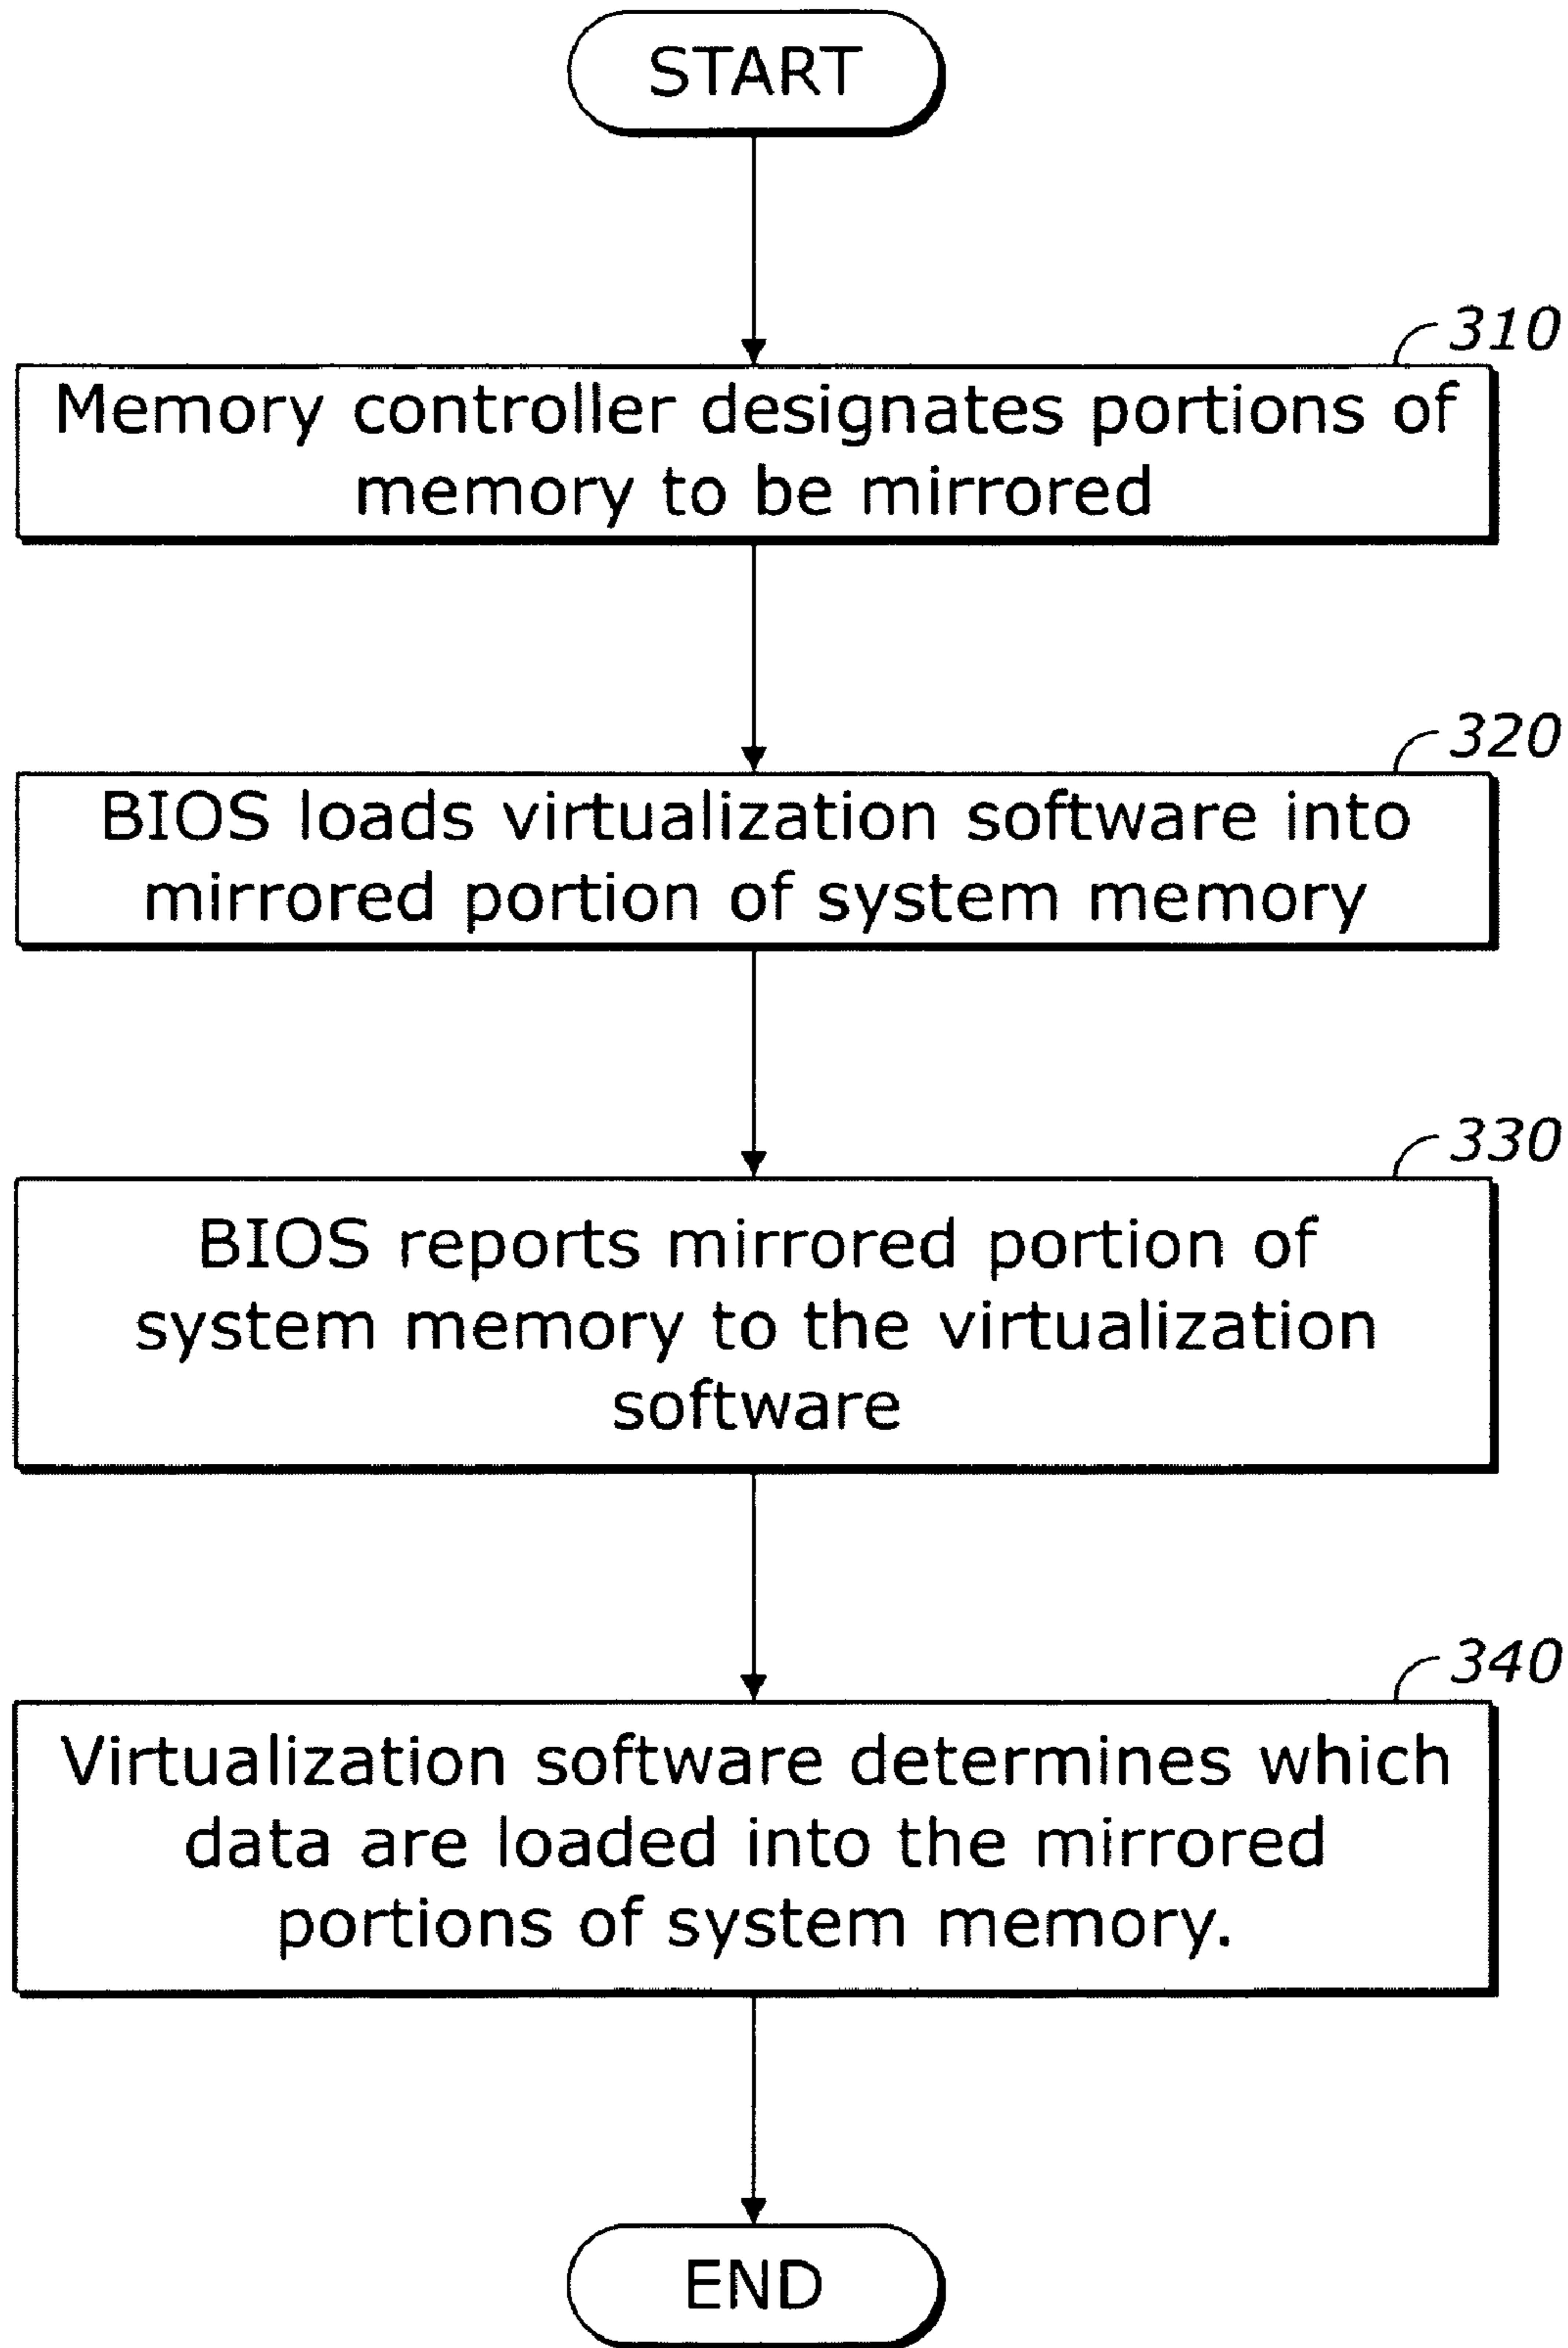 START
310
Memory controller designates portions of
memory to be mirrored
320
BIOS loads virtualization software into
mirrored portion of system memory
330
BIOS reports mirrored portion of
system memory to the virtualization
software
340
Virtualization software determines which
data are loaded into the mirrored
portions of system memory.
END